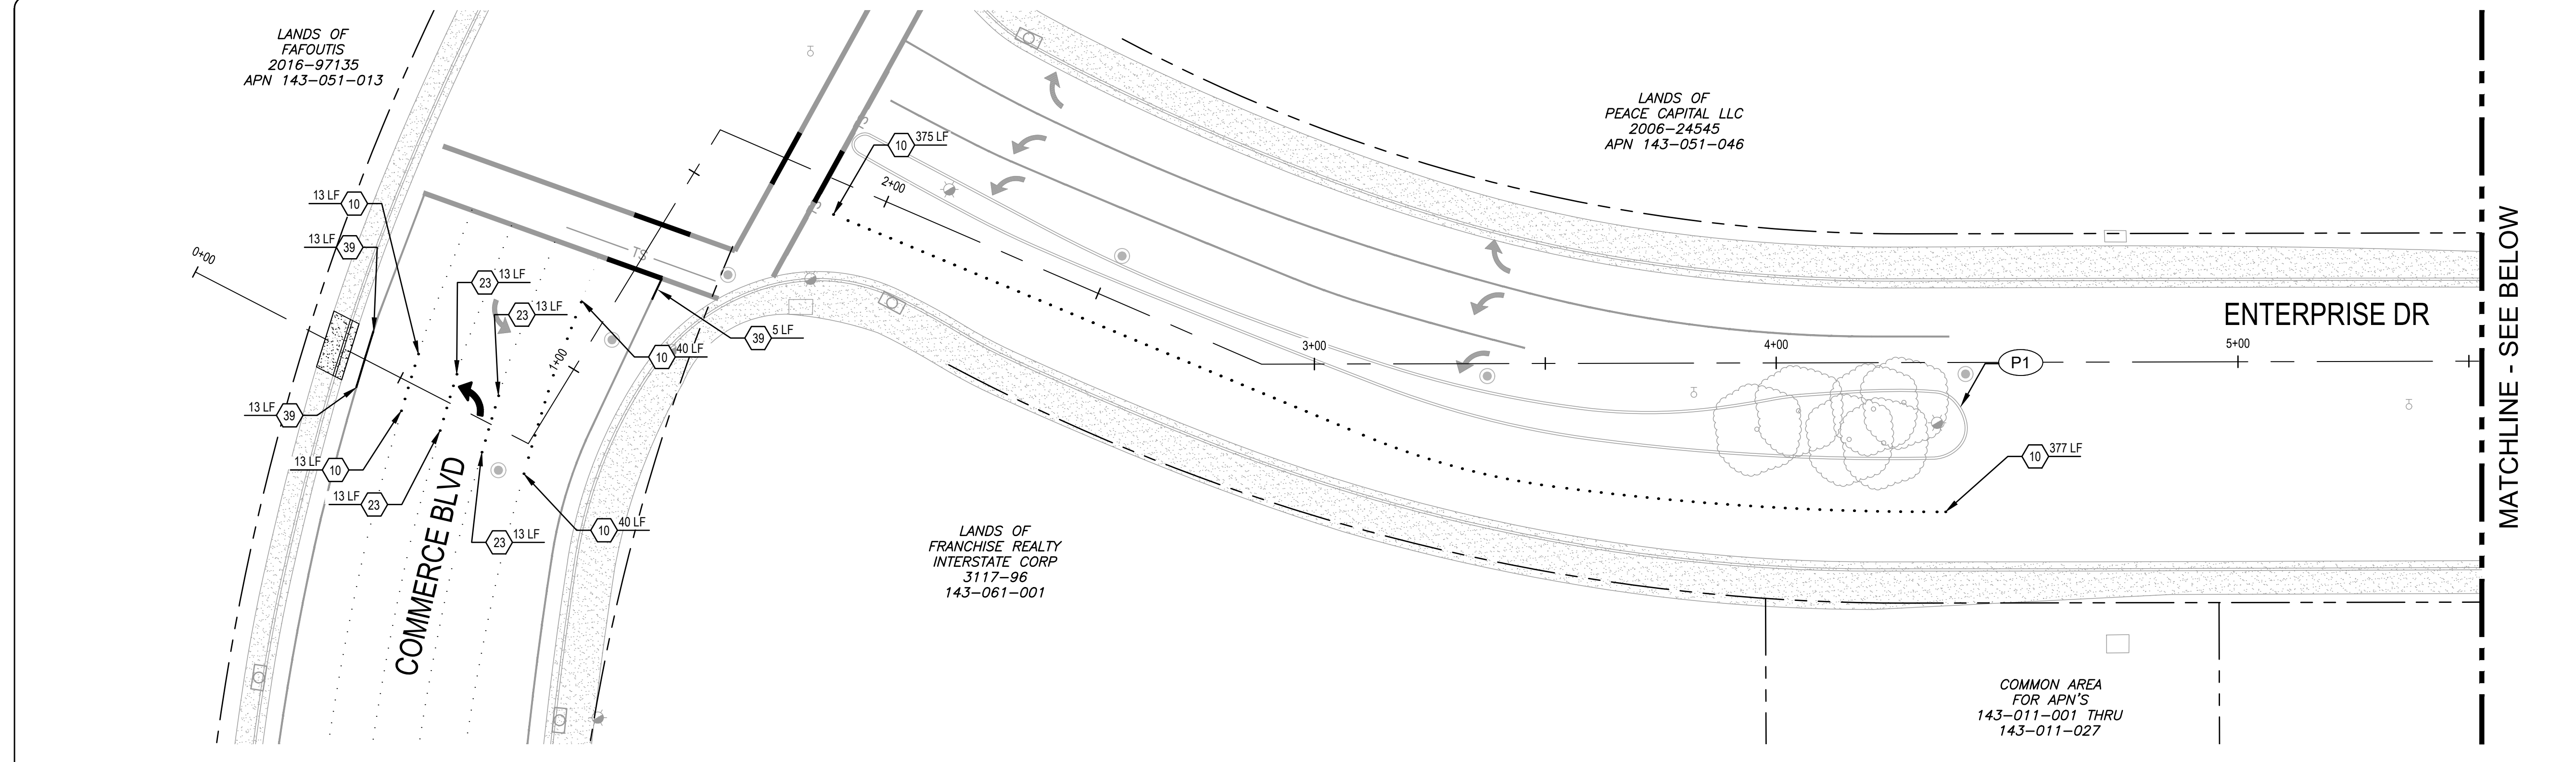 LANDS OF
FAFOUTIS
2016-97135
APN 143-051-013
LANDS OF
PEACE CAPITAL LLC
2006-24545
APN 143-051-046
10 375 LF
2+00
13 LF 10
13 LF 39
0+00
TS
23 13 LF
23 13 LF
39 5 LF
10 40 LF
1+00
3+00
4+00
5+00
ENTERPRISE DR
P1
MATCHLINE - SEE BELOW
13 LF 39
13 LF 10
13 LF 23
COMMERCE BLVD
23 13 LF
10 40 LF
10 377 LF
LANDS OF
FRANCHISE REALTY
INTERSTATE CORP
3117-96
143-061-001
COMMON AREA
FOR APN'S
143-011-001 THRU
143-011-027